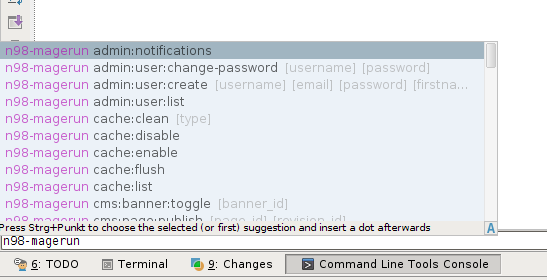 n98-magerun admin:notifications
n98-magerun admin:user:change-password [username] [password]
n98-magerun admin:user:create [username] [email] [password] [firstna...
n98-magerun admin:user:list
n98-magerun cache:clean [type]
n98-magerun cache:disable
n98-magerun cache:enable
n98-magerun cache:flush
n98-magerun cache:list
n98-magerun cms:banner:toggle [banner_id]
n98-magerun cms:page:publish [page_id] [revision_id]
Press Strg+Punkt to choose the selected (or first) suggestion and insert a dot afterwards
A
n98-magerun
6: TODO Terminal 9: Changes Command Line Tools Console